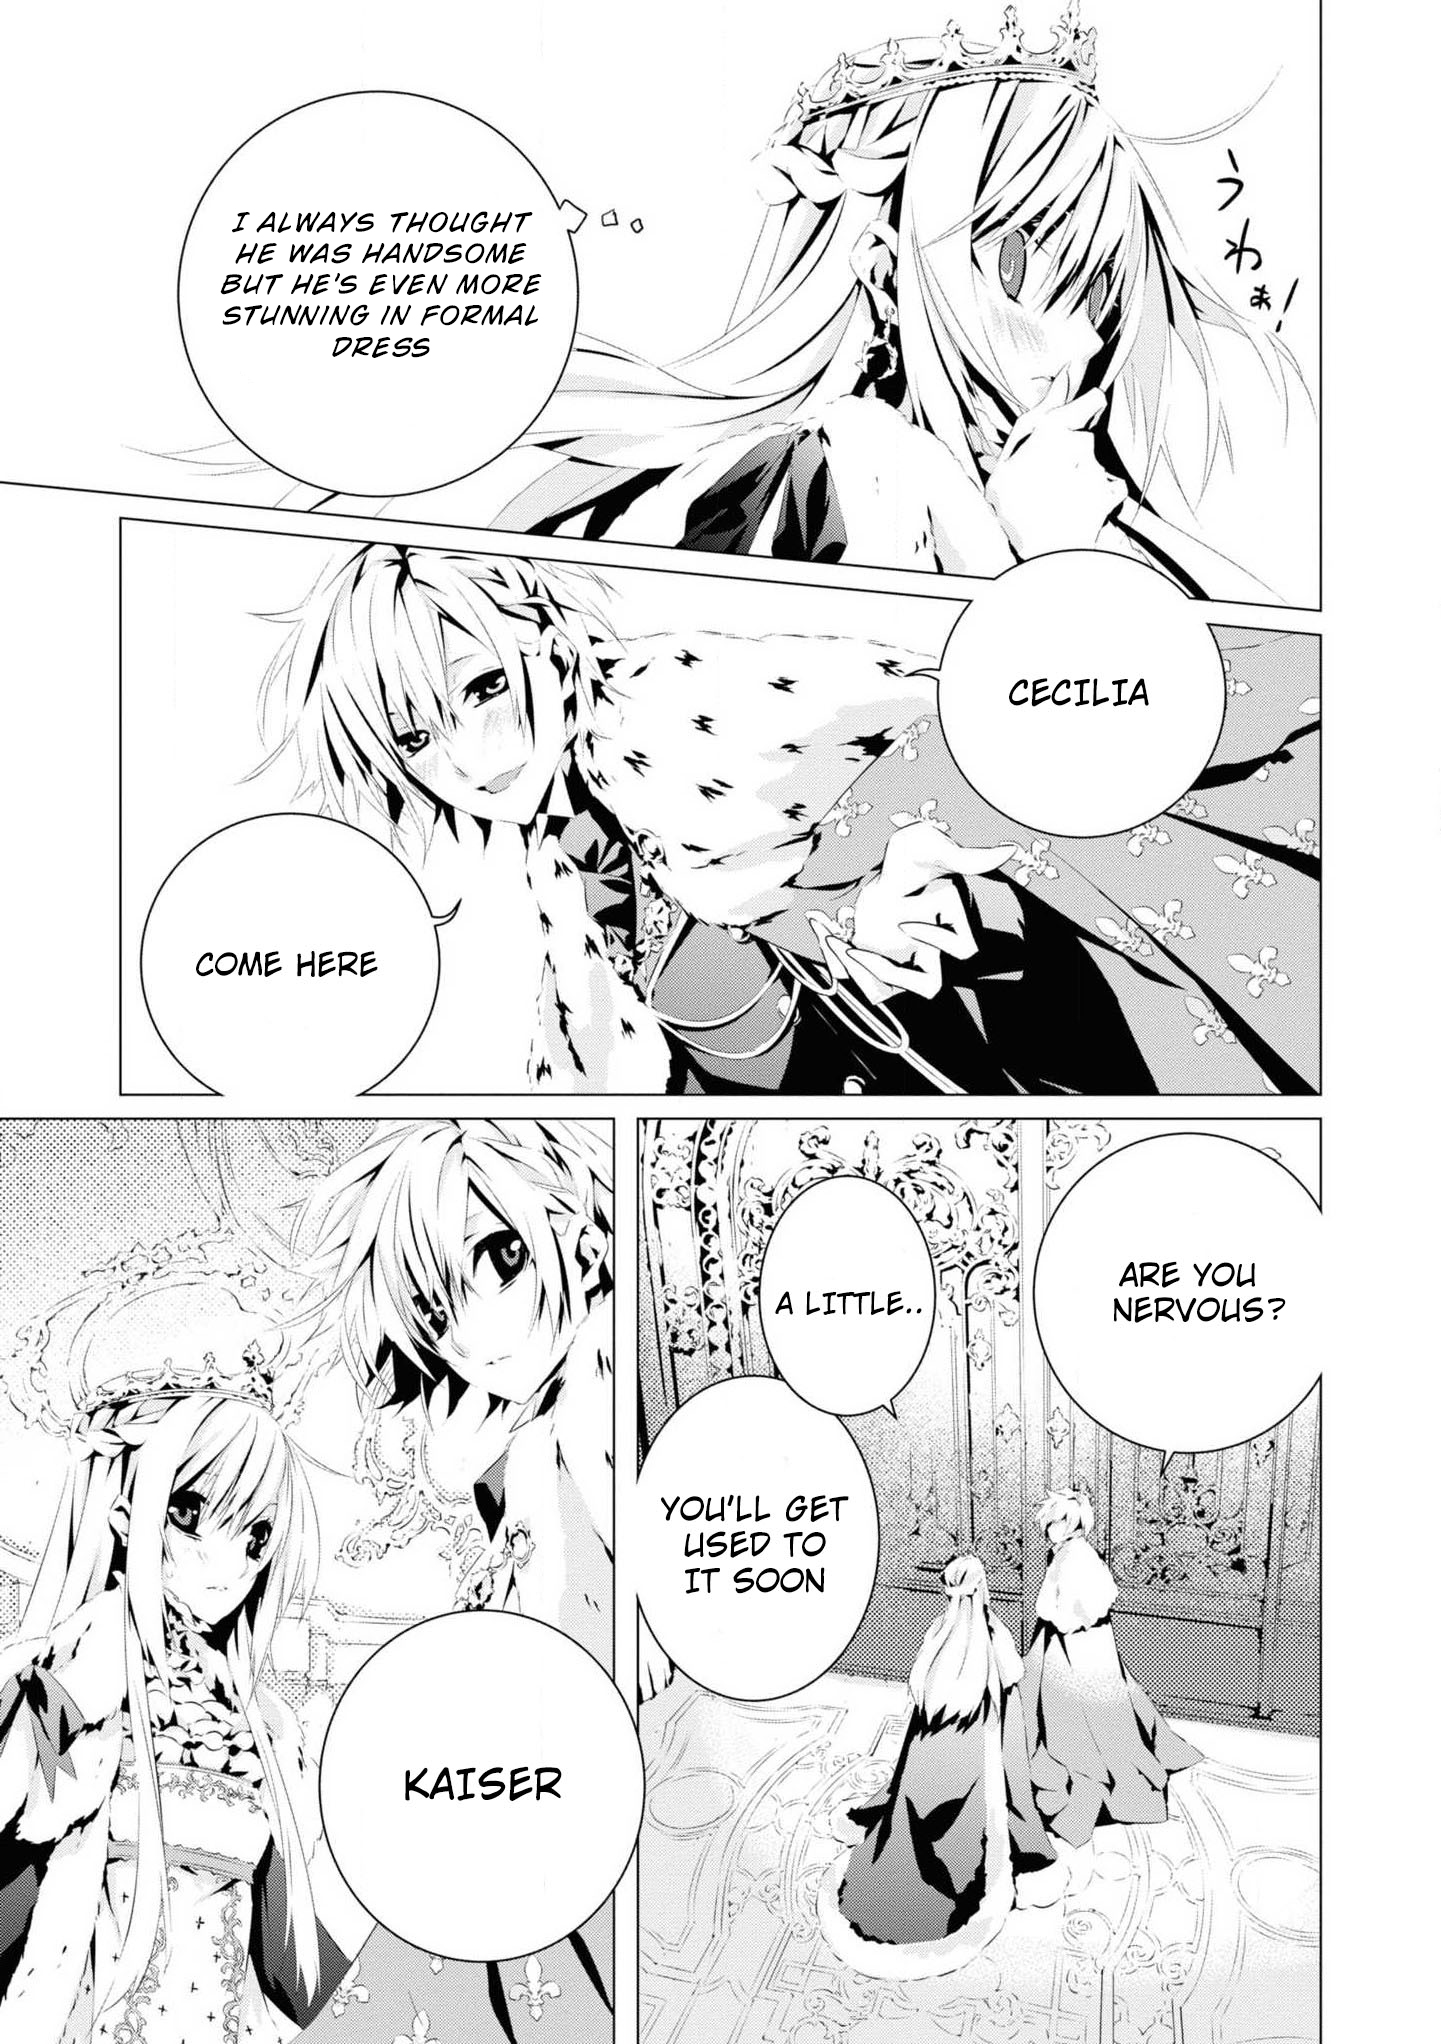 うわぁ!
I ALWAYS THOUGHT
HE WAS HANDSOME
BUT HE'S EVEN MORE
STUNNING IN FORMAL
DRESS
CECILIA
COME HERE
ARE YOU
NERVOUS?
A LITTLE..
YOU'LL GET
USED TO
IT SOON
KAISER